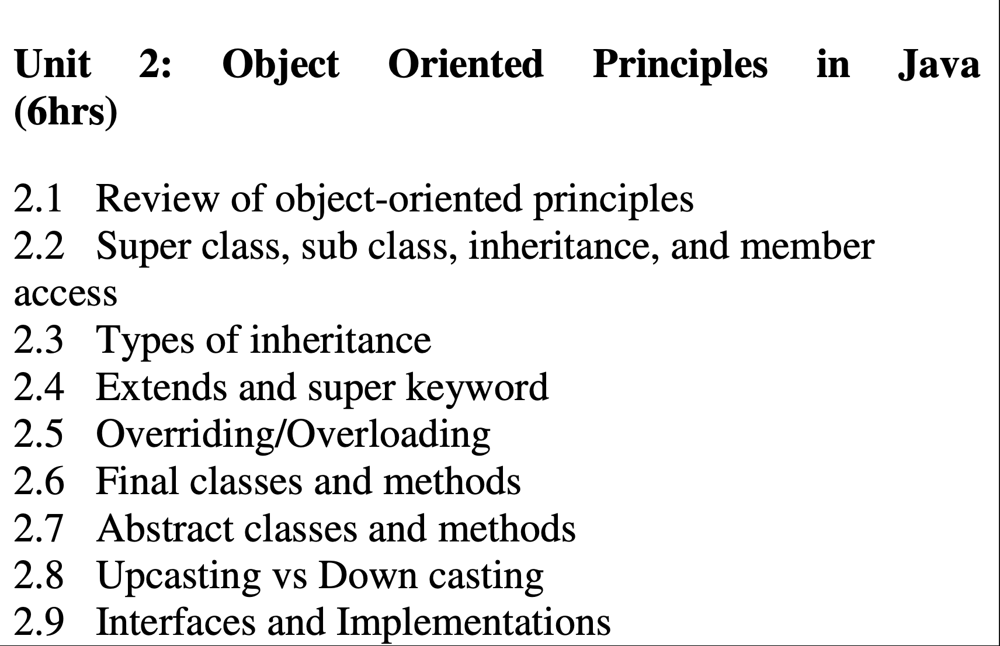 Unit 2: Object Oriented Principles in Java
(6hrs)
2.1 Review of object-oriented principles
2.2 Super class, sub class, inheritance, and member
access
2.3 Types of inheritance
2.4 Extends and super keyword
2.5 Overriding/Overloading
2.6 Final classes and methods
2.7 Abstract classes and methods
2.8 Upcasting vs Down casting
2.9 Interfaces and Implementations